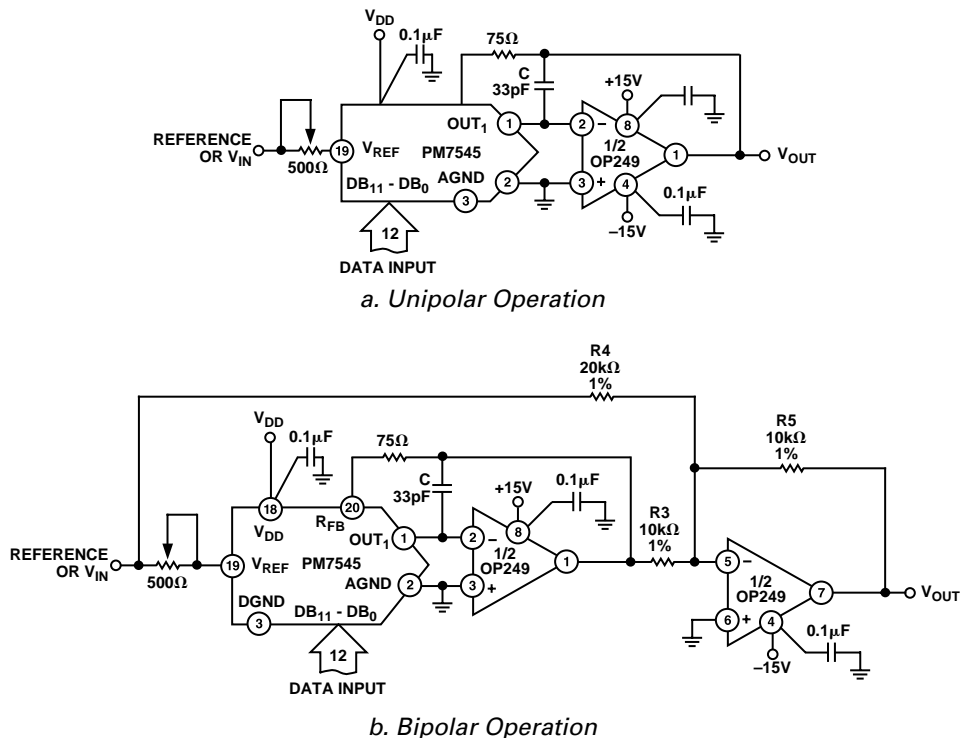 VDD
0.1µF
75Ω
C
33pF
+15V
REFERENCE
OR VIN
500Ω
19
VREF
PM7545
OUT1
1
2
–
8
1/2
OP249
1
VOUT
AGND
2
3
+
4
DB11 - DB0
3
0.1µF
–15V
12
DATA INPUT
a. Unipolar Operation
R4
20kΩ
1%
VDD
0.1µF
75Ω
R5
10kΩ
1%
18
VDD
20
RFB
C
33pF
+15V
0.1µF
8
R3
10kΩ
1%
REFERENCE
OR VIN
500Ω
19
VREF
PM7545
OUT1
1
2
–
1/2
OP249
1
AGND
2
3
+
5
–
1/2
OP249
7
VOUT
DGND
3
DB11 - DB0
6
+
4
0.1µF
–15V
12
DATA INPUT
b. Bipolar Operation